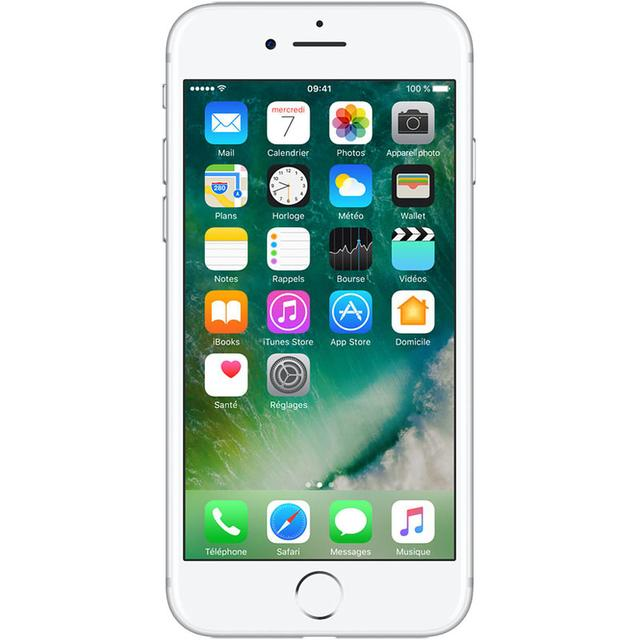 09:41 100 %
mercredi
7
Mail Calendrier Photos Appareil photo
280
Plans Horloge Météo Wallet
Notes Rappels Bourse Vidéos
iBooks iTunes Store App Store Domicile
Santé Réglages
Téléphone Safari Messages Musique